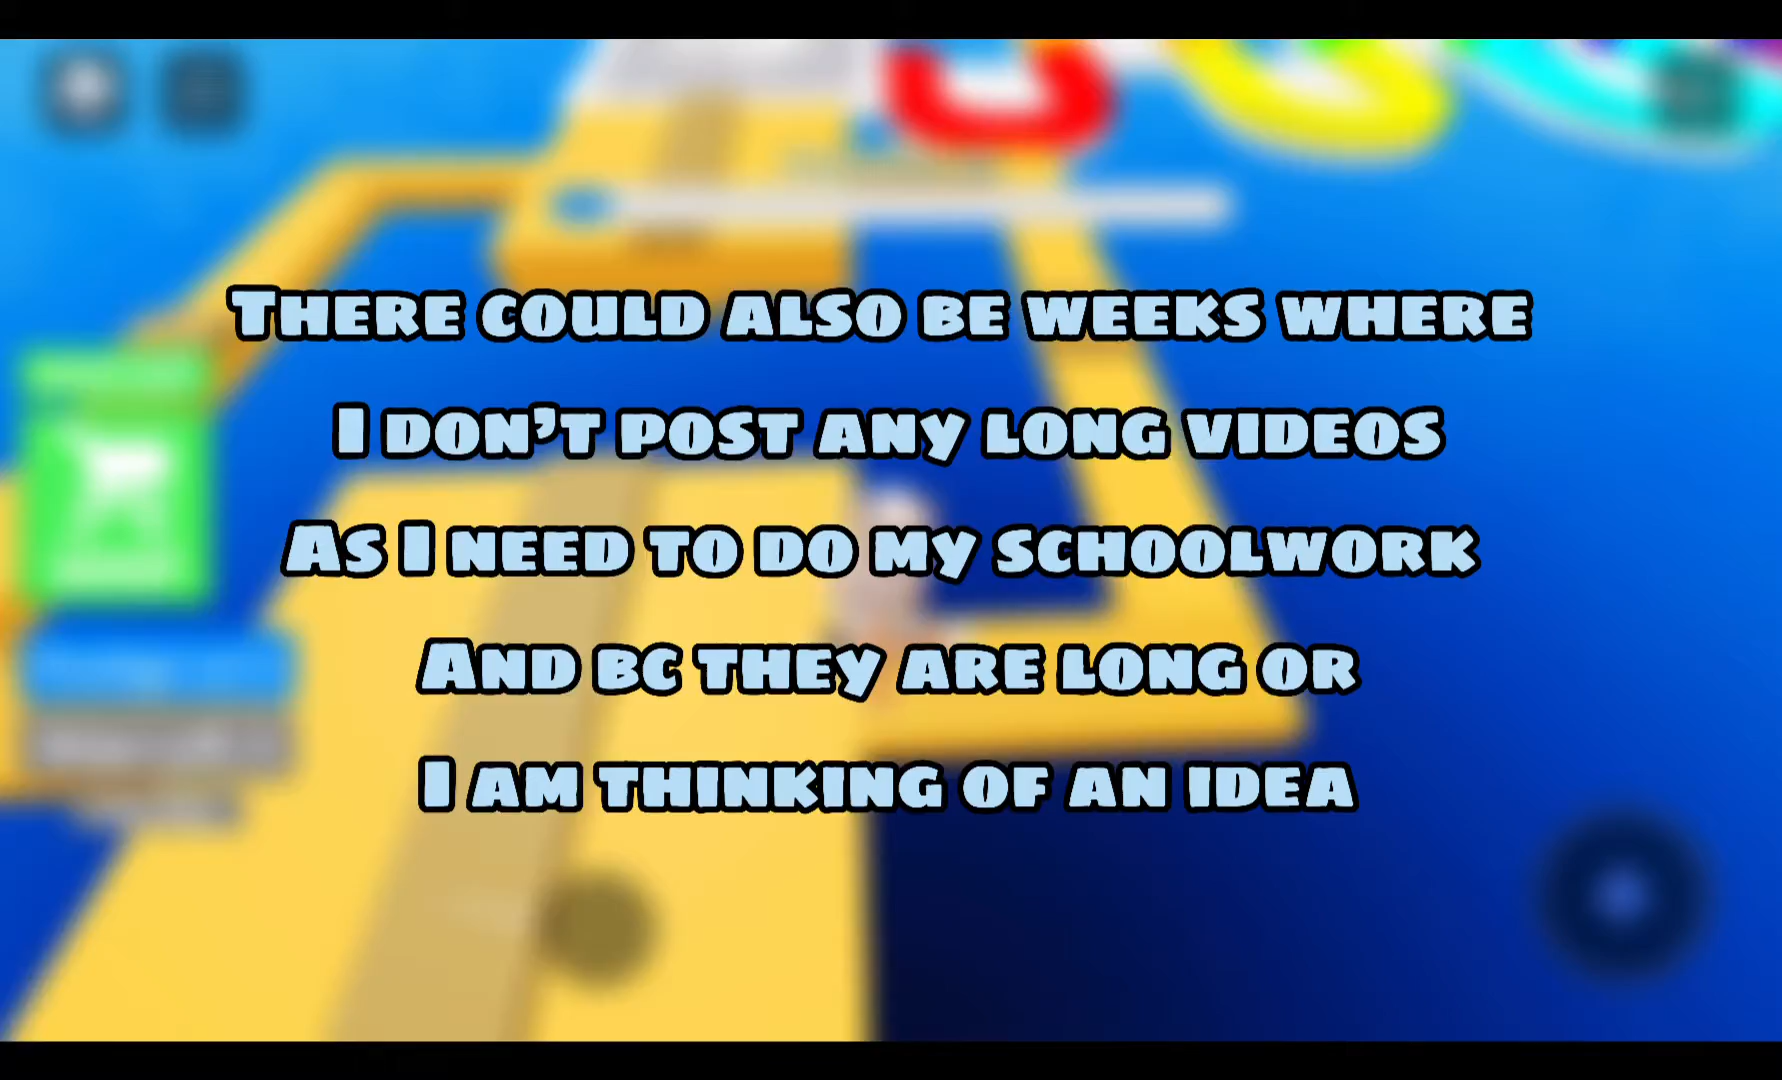 There could also be weeks where
I don’t post any long videos
As I need to do my schoolwork
And bc they are long or
I am thinking of an idea